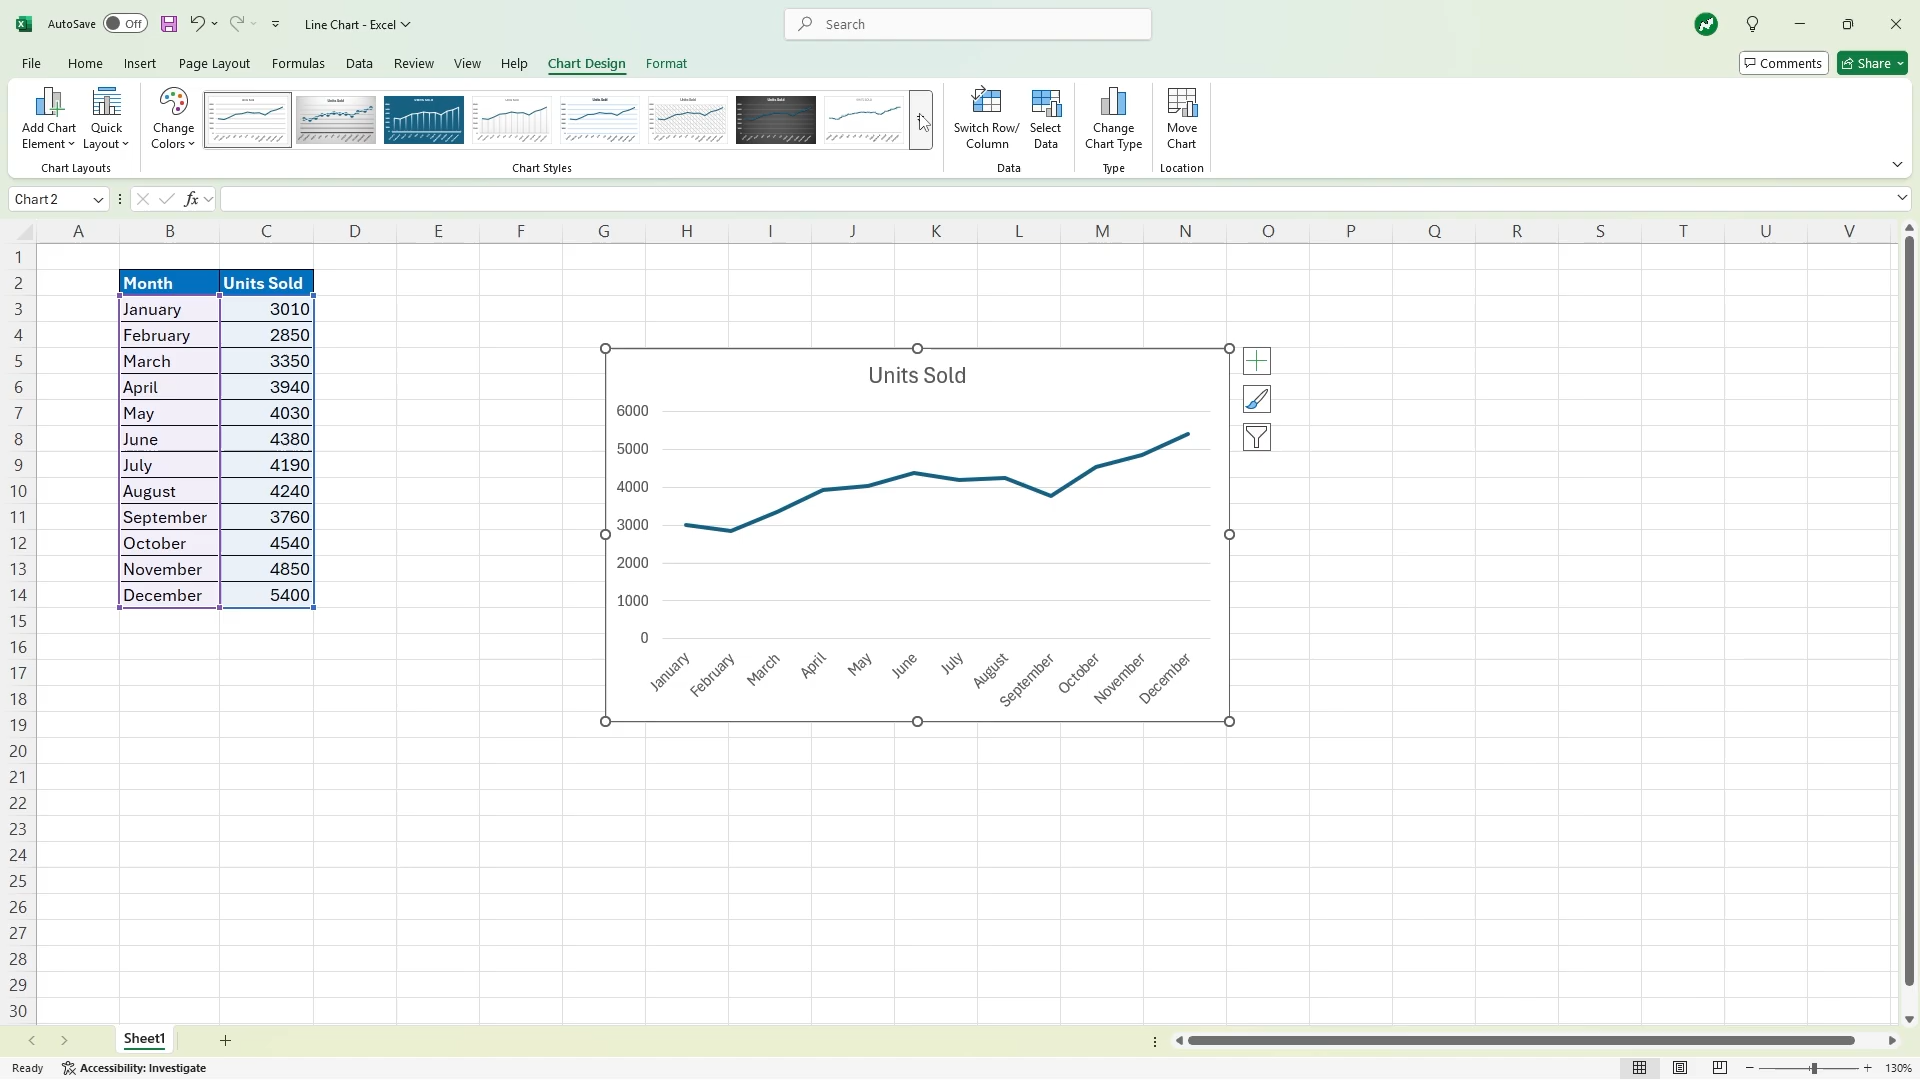 AutoSave Off Line Chart - Excel Search
File Home Insert Page Layout Formulas Data Review View Help Chart Design Format Comments Share
Add Chart Element Quick Layout Change Colors Switch Row/ Column Select Data Change Chart Type Move Chart
Chart Layouts Chart Styles Data Type Location
Chart 2 fx
A B C D E F G H I J K L M N O P Q R S T U V
1
2 Month Units Sold
3 January 3010
4 February 2850
5 March 3350
6 April 3940
7 May 4030
8 June 4380
9 July 4190
10 August 4240
11 September 3760
12 October 4540
13 November 4850
14 December 5400
15
16
17
18
19
20
21
22
23
24
25
26
27
28
29
30
Units Sold
6000
5000
4000
3000
2000
1000
0
January February March April May June July August September October November December
Sheet1
Ready Accessibility: Investigate 130%